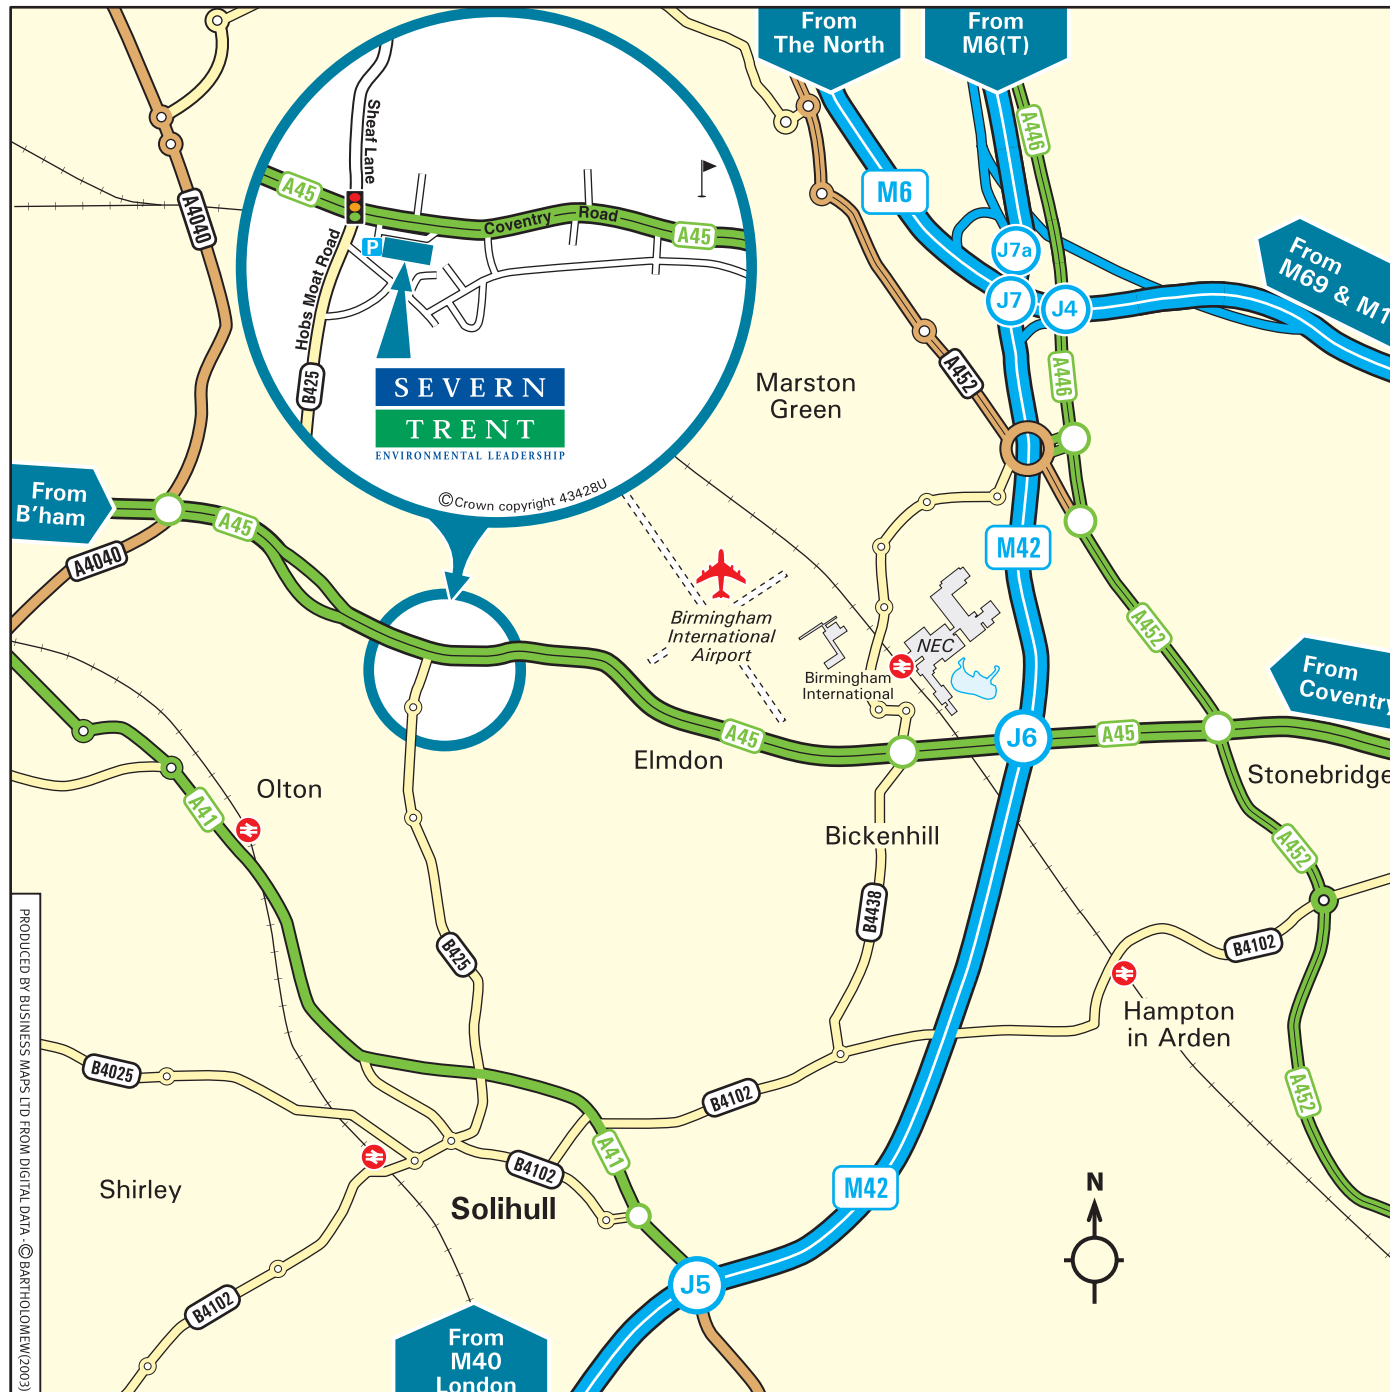 From
The North
From
M6(T)
A446
Sheaf Lane
A45
Coventry Road
A45
P
Hobs Moat Road
B425
SEVERN
TRENT
ENVIRONMENTAL LEADERSHIP
© Crown copyright 43428U
A4040
M6
J7a
J7
J4
From
M69 & M1
A452
A446
Marston
Green
From
B'ham
A45
A4040
M42
A452
Birmingham
International
Airport
NEC
Birmingham
International
From
Coventry
A45
J6
A45
Elmdon
Stonebridge
Olton
A41
Bickenhill
A452
B4438
B425
B4102
Hampton
in Arden
B4025
B4102
A452
A41
B4102
M42
Shirley
Solihull
N
J5
B4102
From
M40
London
PRODUCED BY BUSINESS MAPS LTD FROM DIGITAL DATA - © BARTHOLOMEW(2003)